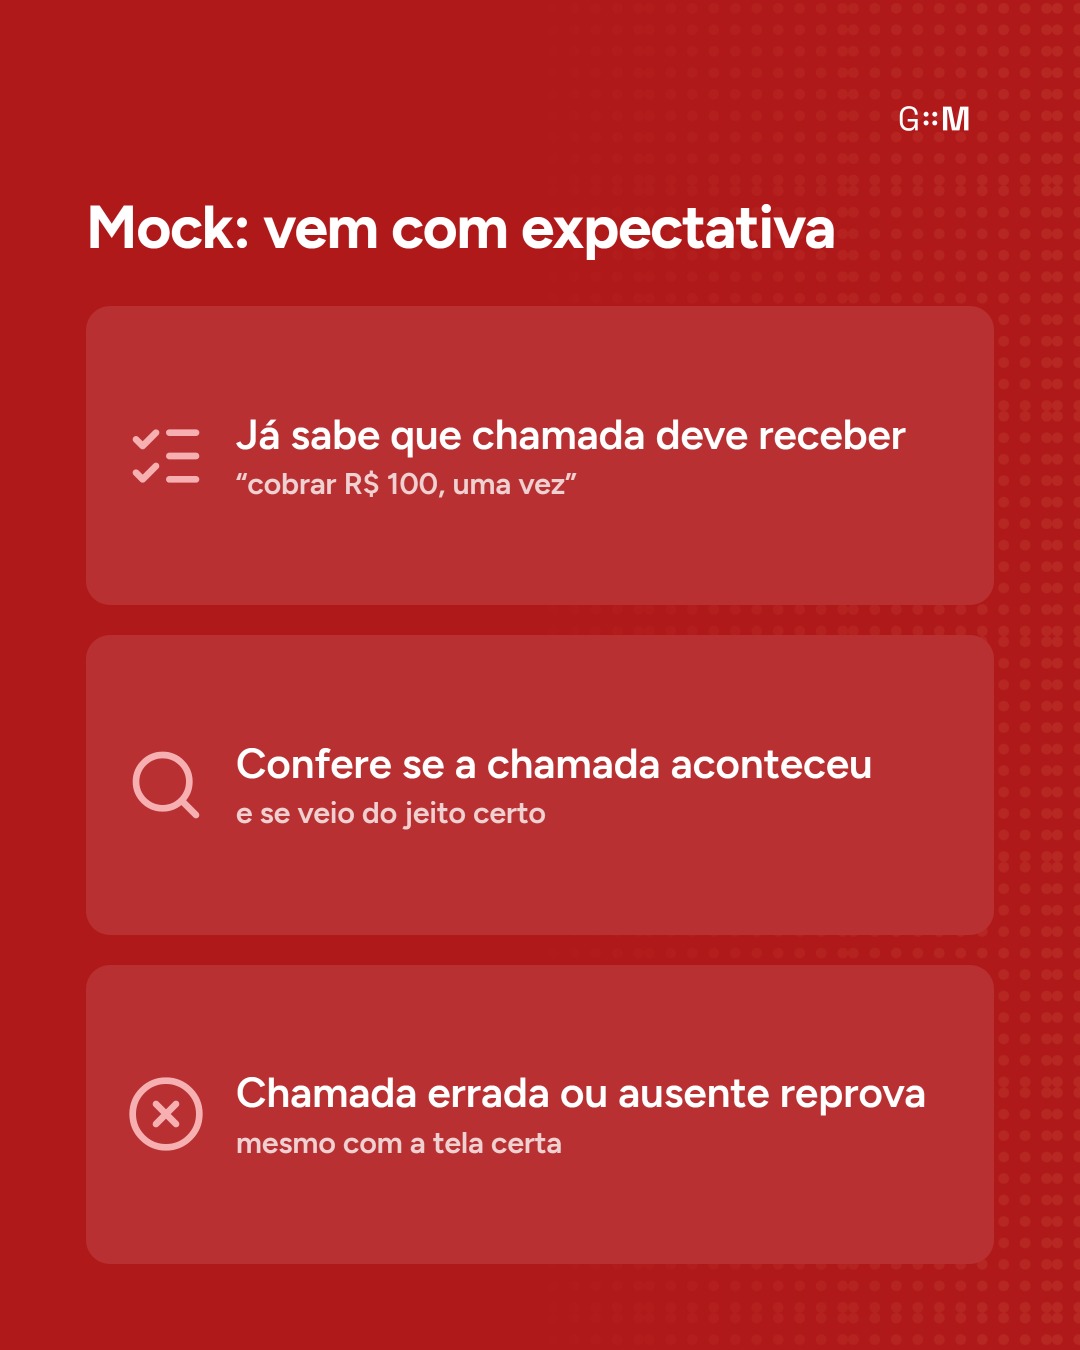 G::M
Mock: vem com expectativa
Já sabe que chamada deve receber
“cobrar R$ 100, uma vez”
Confere se a chamada aconteceu
e se veio do jeito certo
Chamada errada ou ausente reprova
mesmo com a tela certa